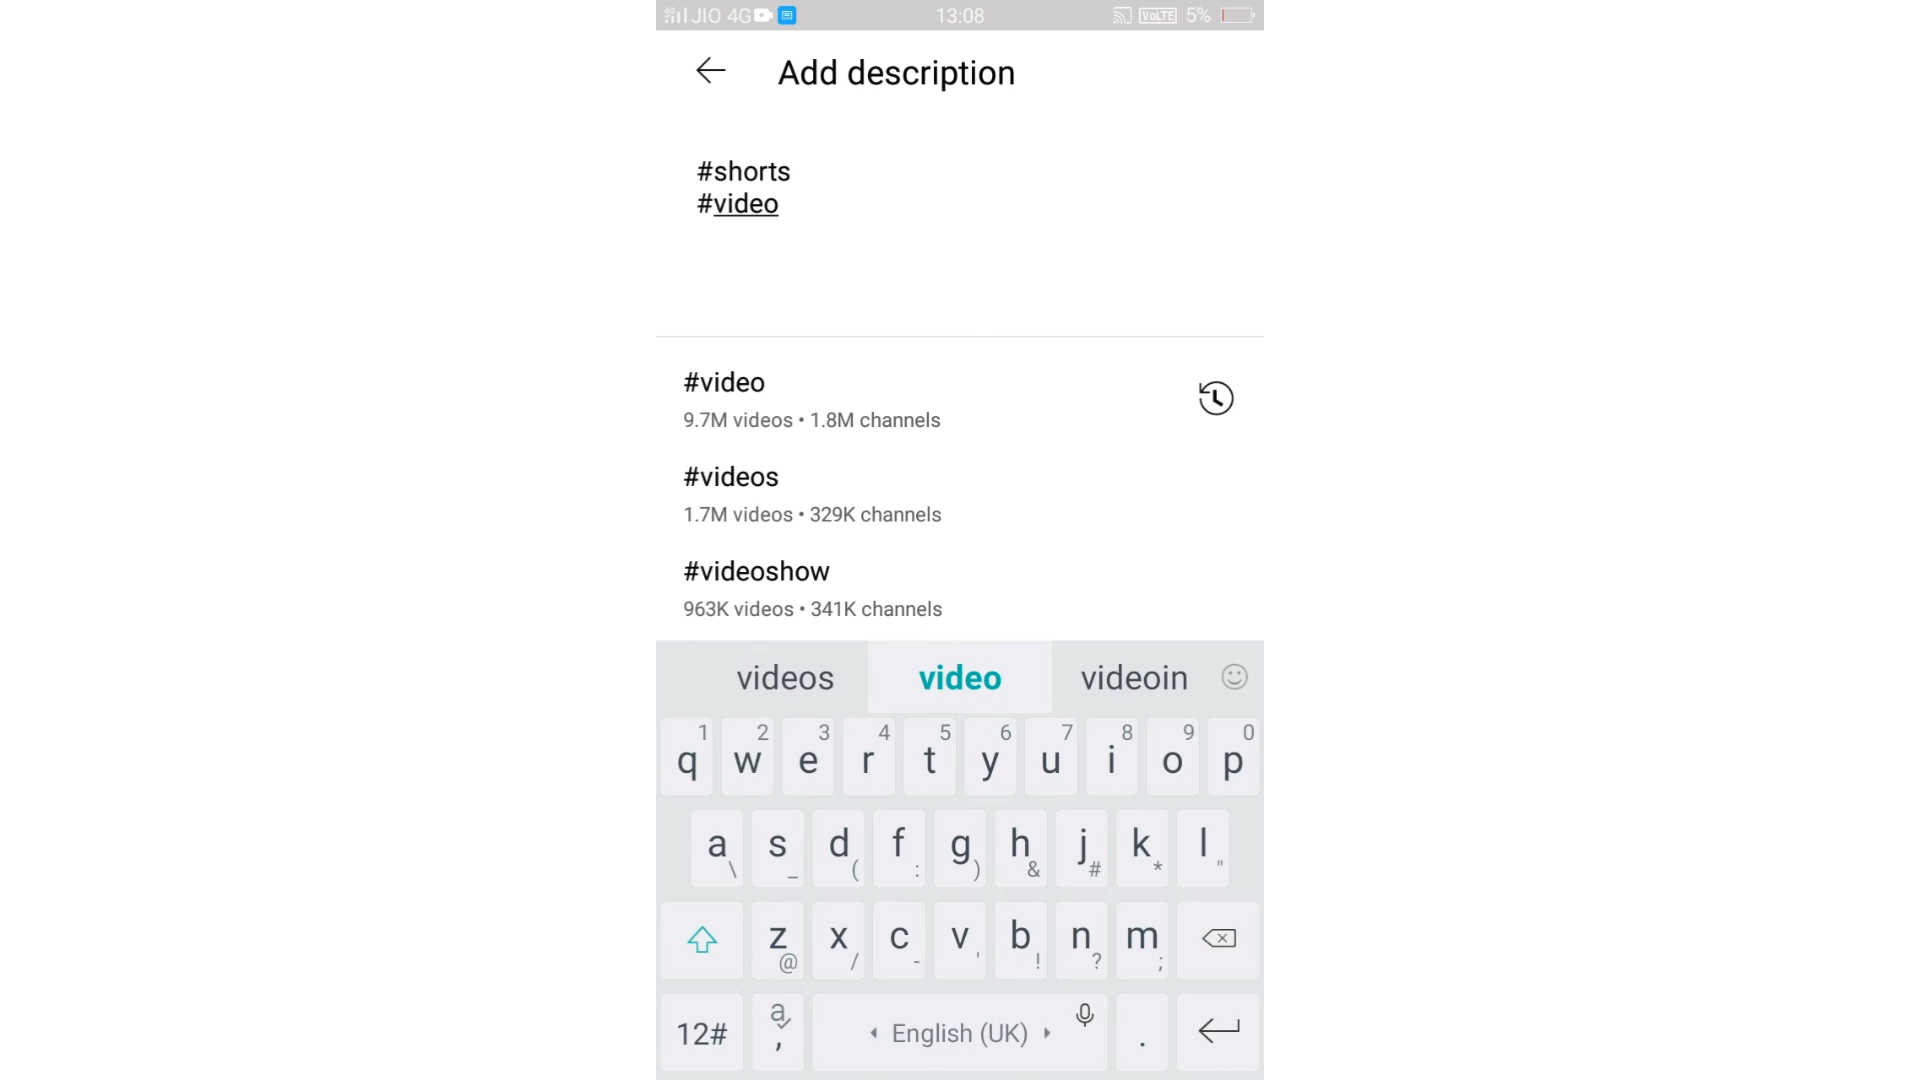 4G JIO 4G 13:08 VoLTE 5%
Add description
#shorts
#video
#video
9.7M videos • 1.8M channels
#videos
1.7M videos • 329K channels
#videoshow
963K videos • 341K channels
videos video videoin
1 2 3 4 5 6 7 8 9 0
q w e r t y u i o p
a s d f g h j k l
\ _ ( : ) & # * "
z x c v b n m
@ / - ' ! ? ;
12# a , English (UK) .